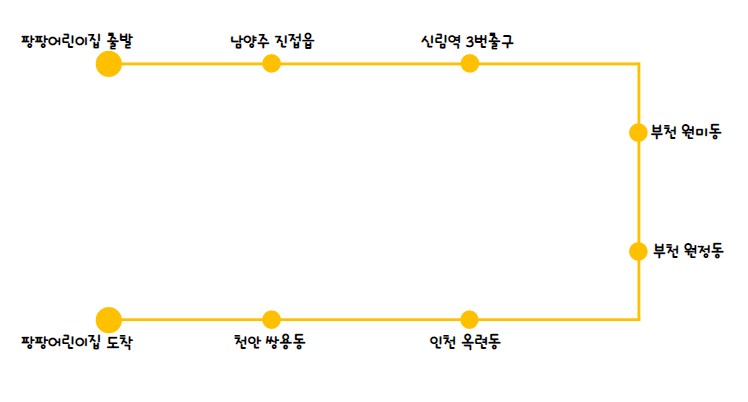 팡팡어린이집 출발
남양주 진접읍
신림역 3번출구
부천 원미동
부천 원정동
인천 옥련동
천안 쌍용동
팡팡어린이집 도착